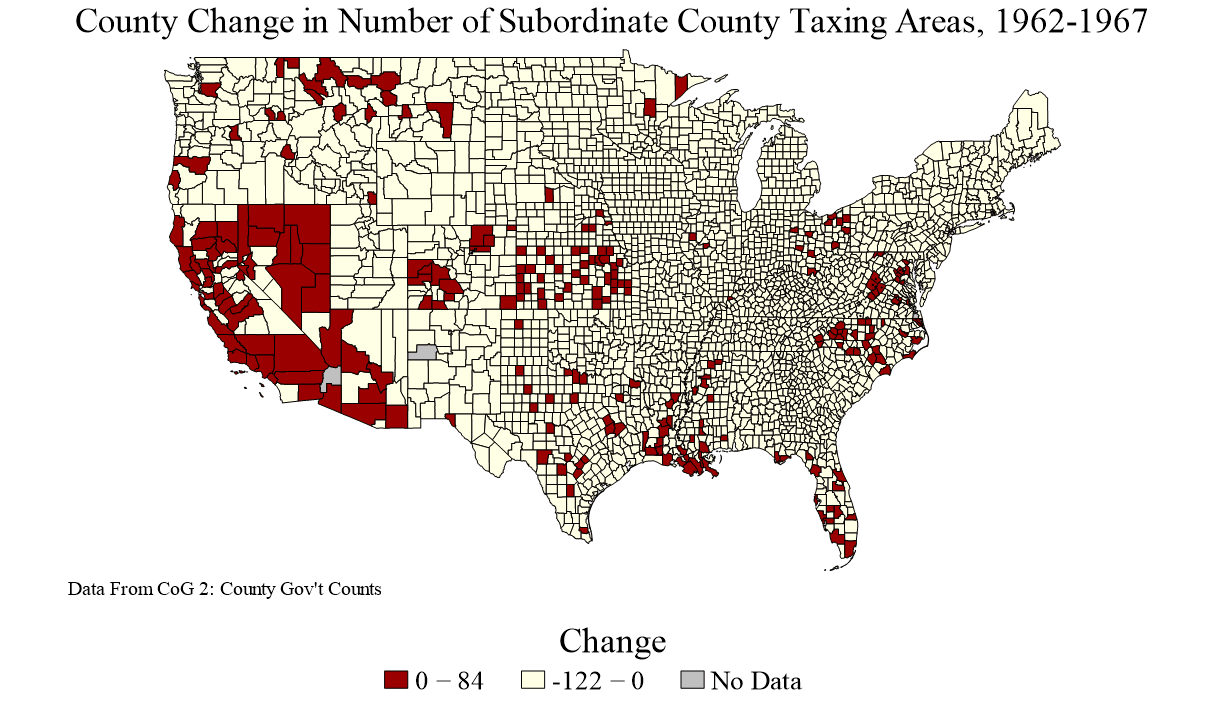 County Change in Number of Subordinate County Taxing Areas, 1962-1967
Data From CoG 2: County Gov't Counts
Change
0 − 84
-122 − 0
No Data